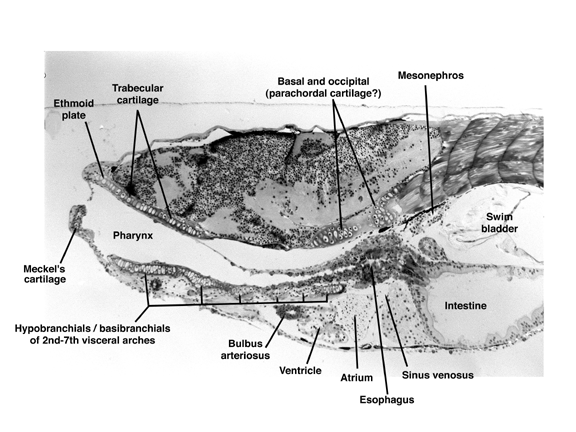 Mesonephros
Basal and occipital
(parachordal cartilage?)
Trabecular
cartilage
Ethmoid
plate
Swim
bladder
Pharynx
Meckel's
cartilage
Intestine
Hypobranchials / basibranchials
of 2nd-7th visceral arches
Bulbus
arteriosus
Ventricle
Atrium
Sinus venosus
Esophagus